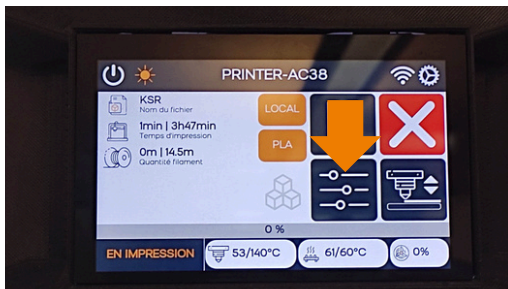 PRINTER-AC38
KSR
Nom du fichier
LOCAL
1min | 3h47min
Temps d'impression
PLA
0m | 14.5m
Quantité filament
0 %
EN IMPRESSION
53/140°C
61/60°C
0%